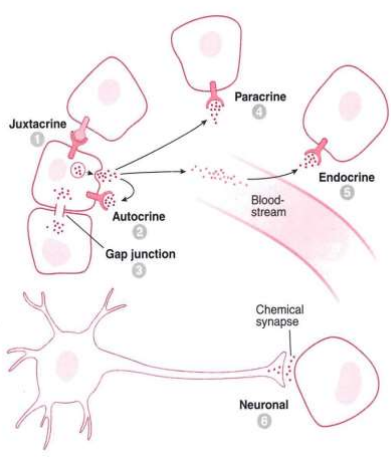 Juxtacrine
1
Paracrine
4
Endocrine
5
Blood-
stream
Autocrine
2
Gap junction
3
Chemical
synapse
Neuronal
6